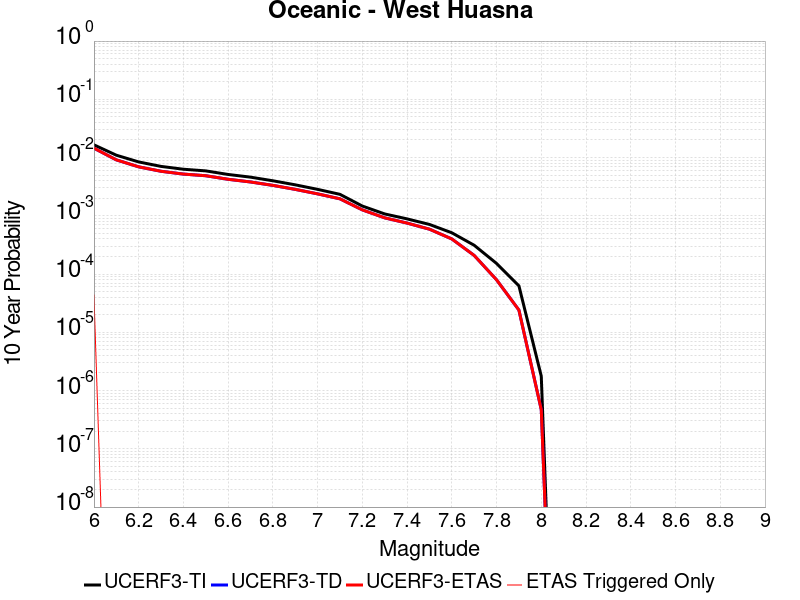 Oceanic - West Huasna
10^0
10^-1
10^-2
10^-3
10^-4
10^-5
10^-6
10^-7
10^-8
10 Year Probability
6 6.2 6.4 6.6 6.8 7 7.2 7.4 7.6 7.8 8 8.2 8.4 8.6 8.8 9
Magnitude
UCERF3-TI UCERF3-TD UCERF3-ETAS ETAS Triggered Only